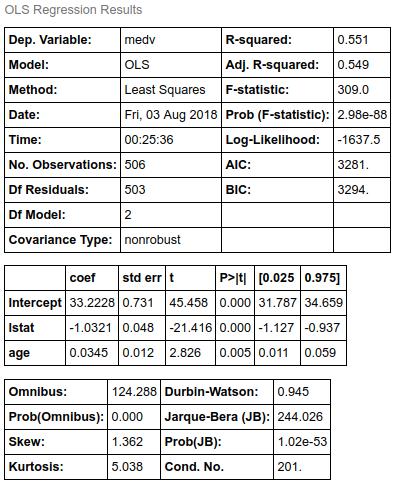 OLS Regression Results
Dep. Variable: medv R-squared: 0.551
Model: OLS Adj. R-squared: 0.549
Method: Least Squares F-statistic: 309.0
Date: Fri, 03 Aug 2018 Prob (F-statistic): 2.98e-88
Time: 00:25:36 Log-Likelihood: -1637.5
No. Observations: 506 AIC: 3281.
Df Residuals: 503 BIC: 3294.
Df Model: 2
Covariance Type: nonrobust
coef std err t P>|t| [0.025 0.975]
Intercept 33.2228 0.731 45.458 0.000 31.787 34.659
lstat -1.0321 0.048 -21.416 0.000 -1.127 -0.937
age 0.0345 0.012 2.826 0.005 0.011 0.059
Omnibus: 124.288 Durbin-Watson: 0.945
Prob(Omnibus): 0.000 Jarque-Bera (JB): 244.026
Skew: 1.362 Prob(JB): 1.02e-53
Kurtosis: 5.038 Cond. No. 201.